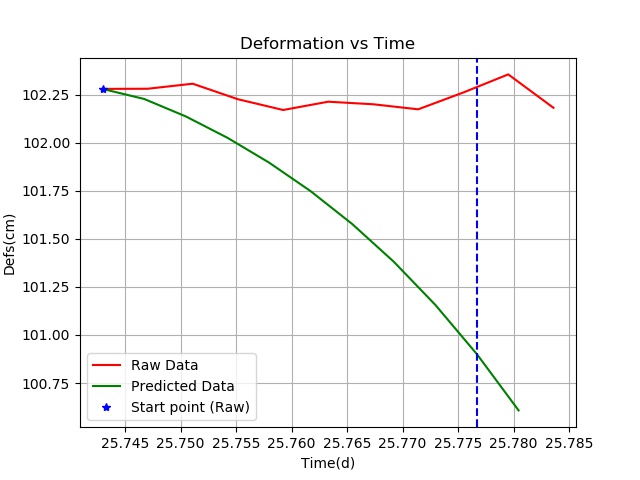 Deformation vs Time
Defs(cm)
102.25
102.00
101.75
101.50
101.25
101.00
100.75
Raw Data
Predicted Data
Start point (Raw)
25.745 25.750 25.755 25.760 25.765 25.770 25.775 25.780 25.785
Time(d)